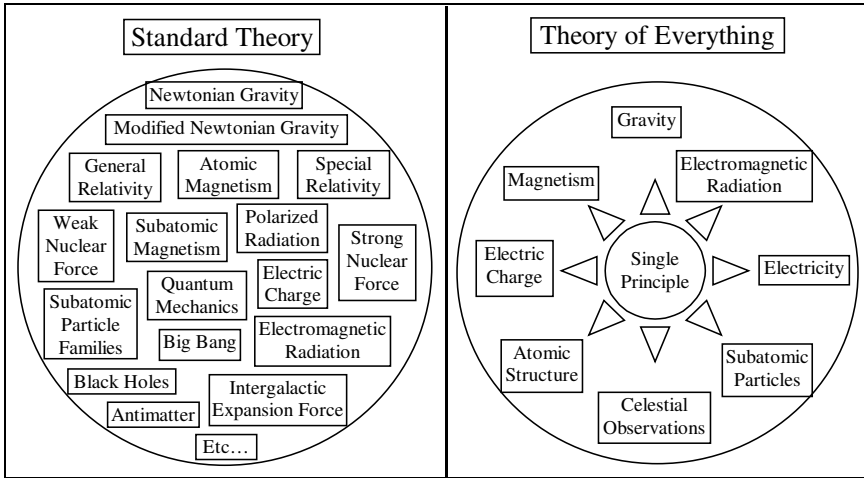 Standard Theory
Newtonian Gravity
Modified Newtonian Gravity
General
Relativity
Atomic
Magnetism
Special
Relativity
Weak
Nuclear
Force
Subatomic
Magnetism
Polarized
Radiation
Strong
Nuclear
Force
Quantum
Mechanics
Electric
Charge
Subatomic
Particle
Families
Big Bang
Electromagnetic
Radiation
Black Holes
Intergalactic
Expansion Force
Antimatter
Etc…
Theory of Everything
Gravity
Magnetism
Electromagnetic
Radiation
Electric
Charge
Single
Principle
Electricity
Atomic
Structure
Subatomic
Particles
Celestial
Observations